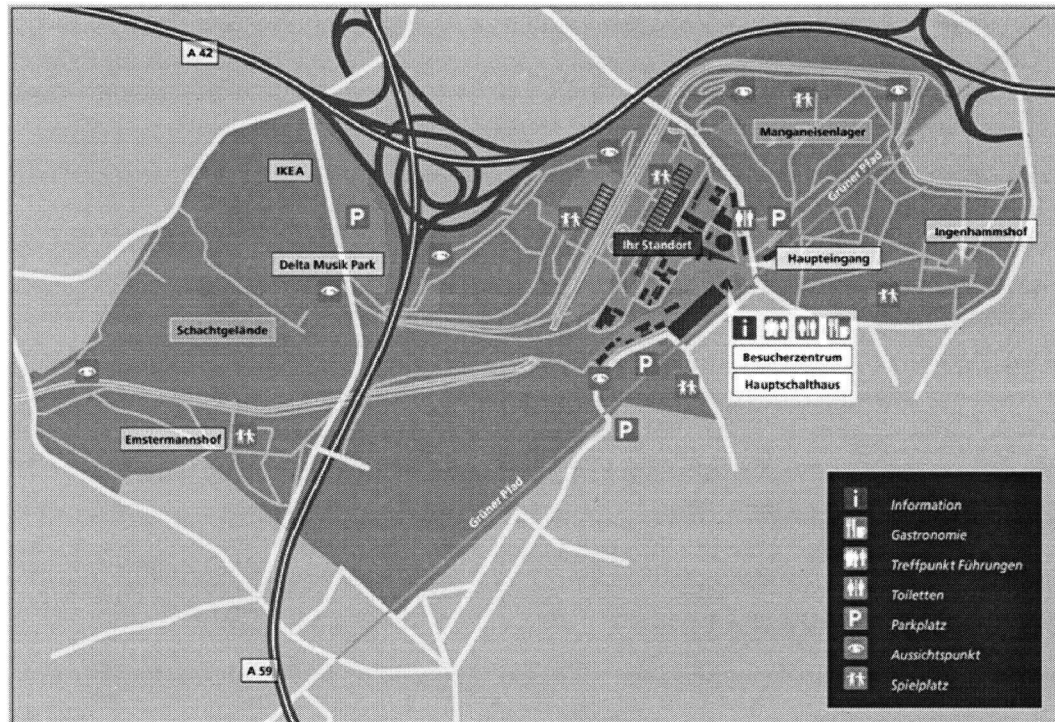 A 42
Manganeisenlager
IKEA
P
P
Grüner Pfad
Ingenhammshof
Ihr Standort
Haupteingang
Delta Musik Park
Schachtgelände
i
Besucherzentrum
Hauptschalthaus
P
P
Emstermannshof
Grüner Pfad
A 59
i Information
Gastronomie
Treffpunkt Führungen
Toiletten
P Parkplatz
Aussichtspunkt
Spielplatz